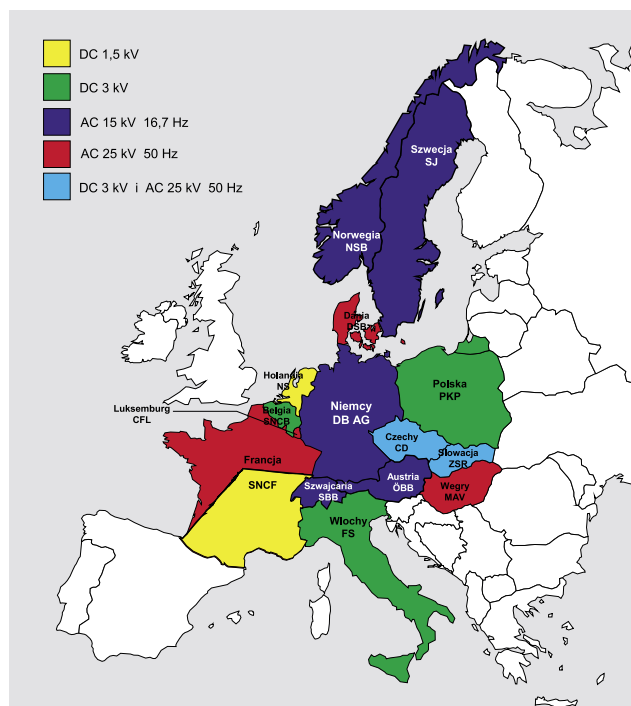 DC 1,5 kV
DC 3 kV
AC 15 kV 16,7 Hz
AC 25 kV 50 Hz
DC 3 kV i AC 25 kV 50 Hz
Szwecja
SJ
Norwegia
NSB
Dania
DSB
Holandia
NS
Polska
PKP
Luksemburg
CFL
Belgia
SNCB
Niemcy
DB AG
Czechy
CD
Słowacja
ZSR
Francja
SNCF
Szwajcaria
SBB
Austria
ÖBB
Węgry
MAV
Włochy
FS